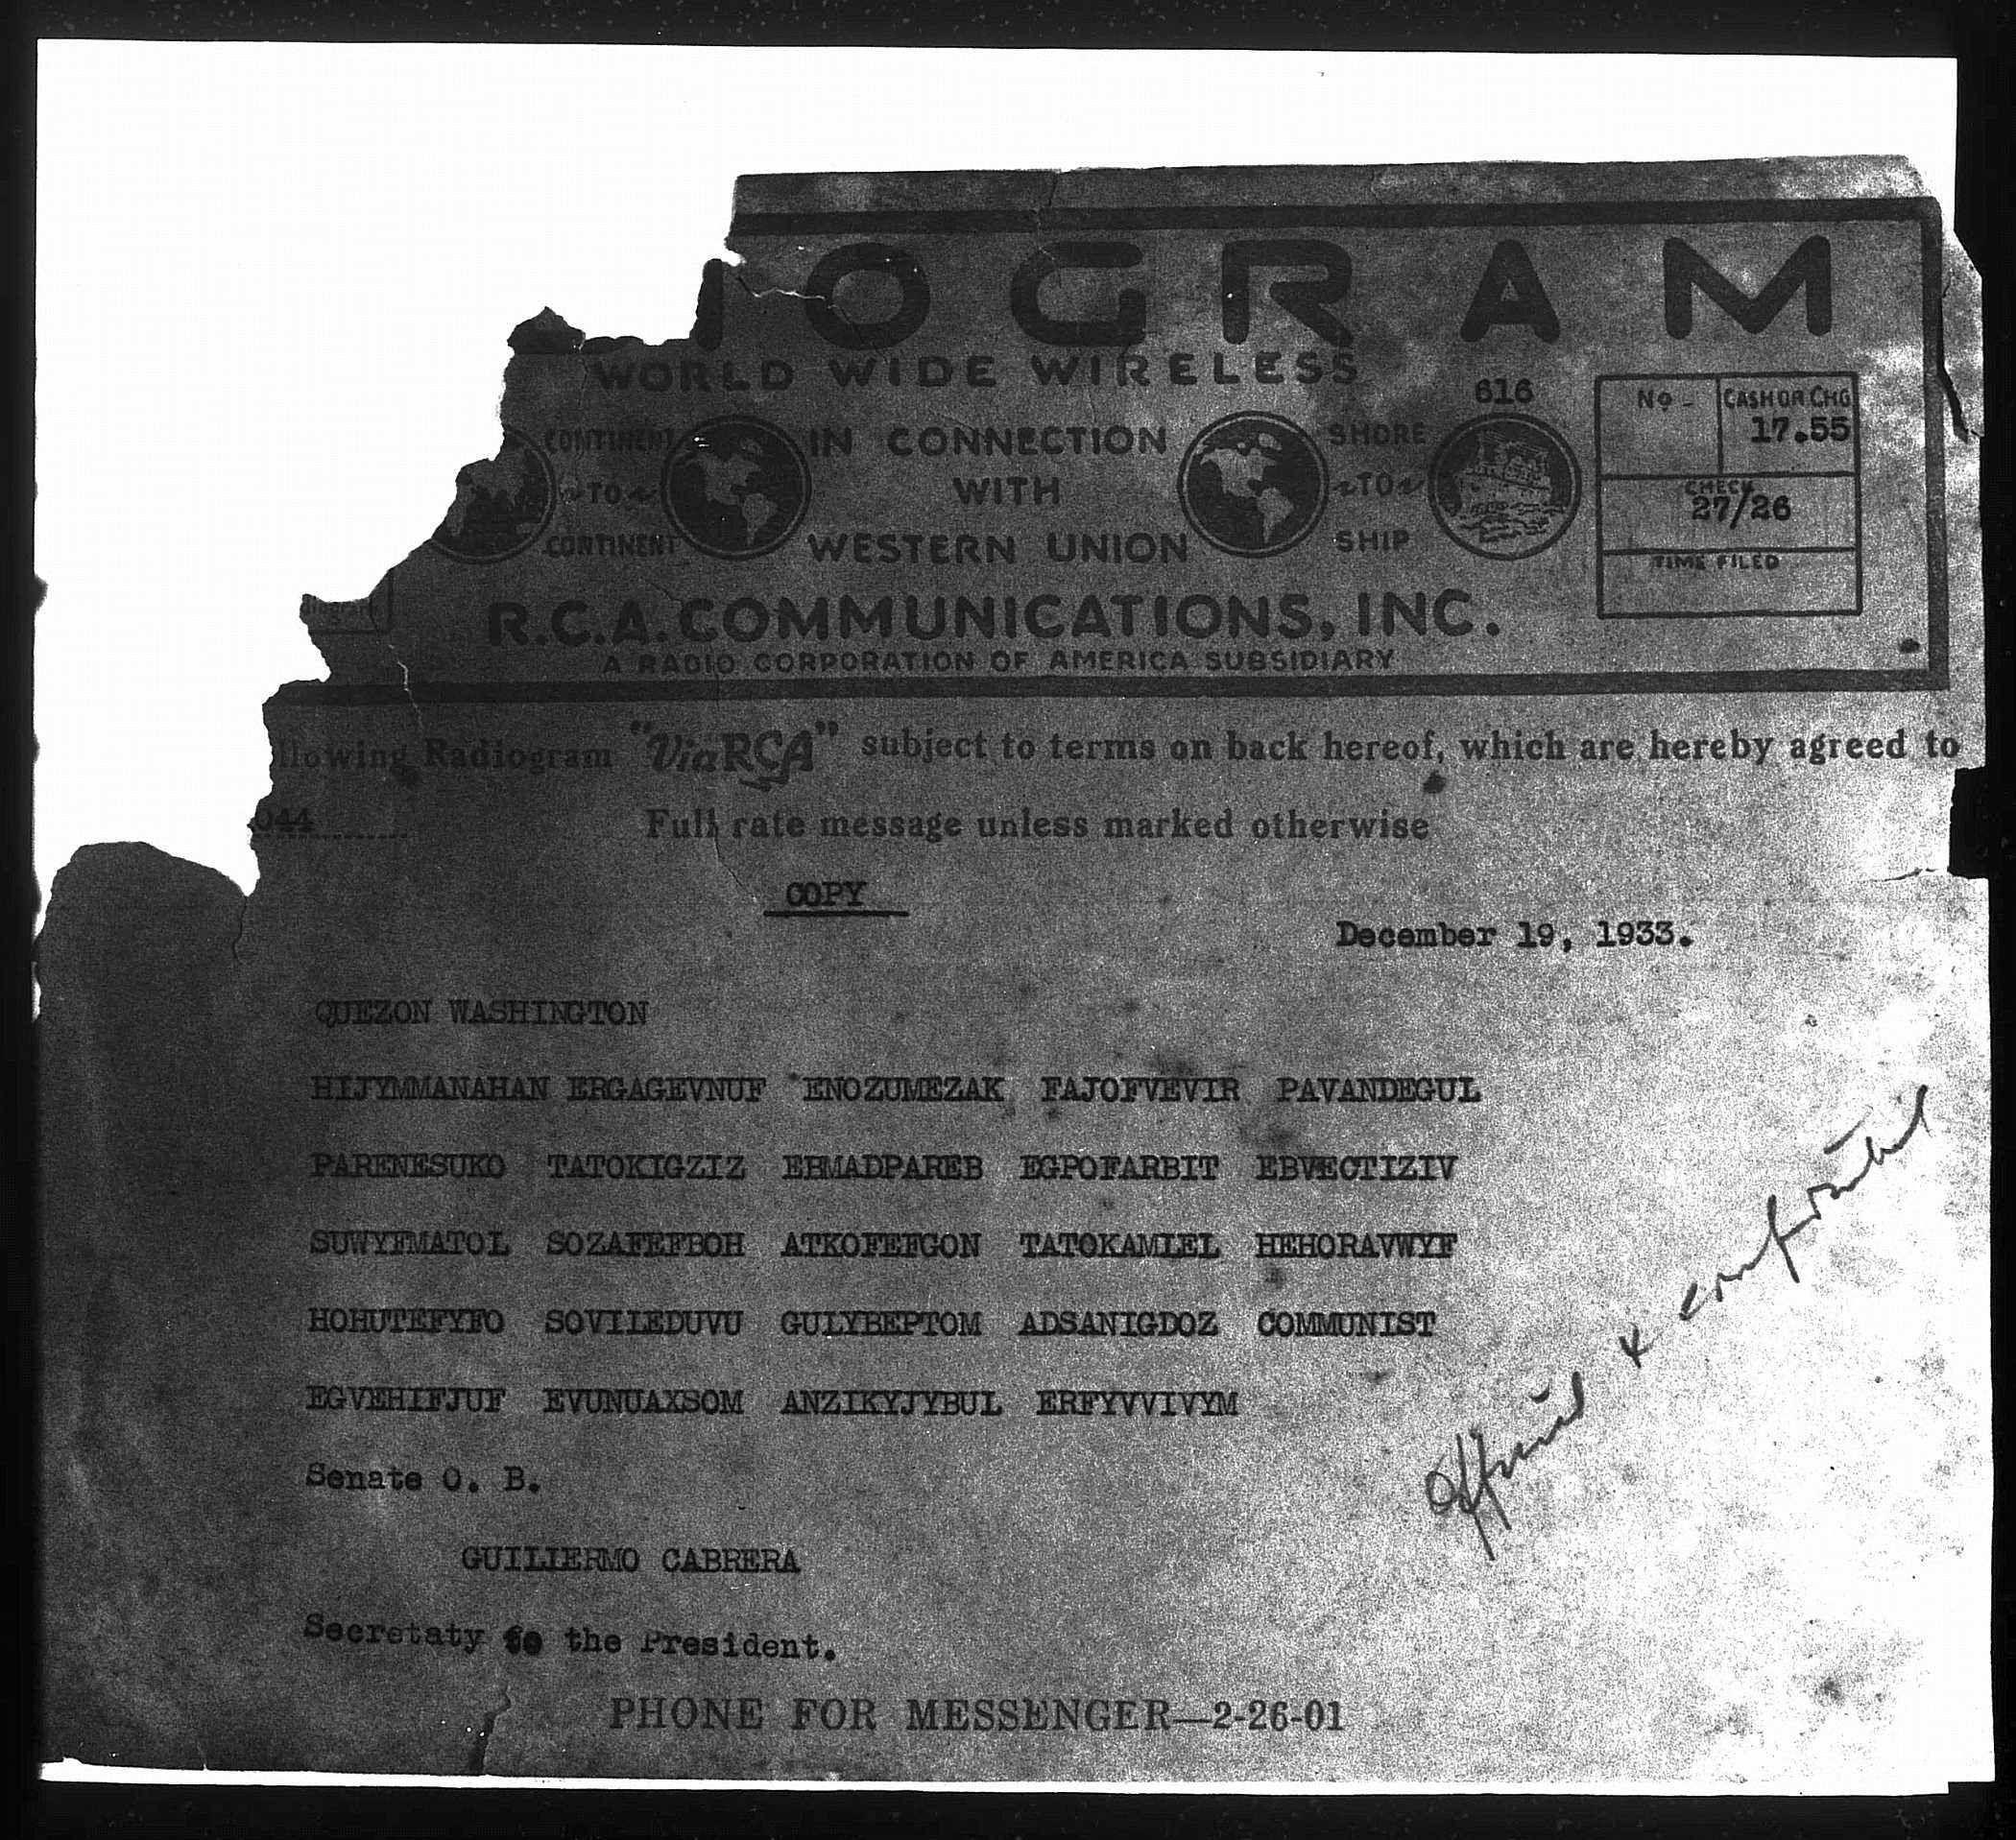 IOGRAM
WORLD WIDE WIRELESS
616
No - CASH OR CHG
17.55
CONTINENT IN CONNECTION SHORE
~TO~ WITH ~TO~
CONTINENT WESTERN UNION SHIP
CHECK
27/26
TIME FILED
R.C.A. COMMUNICATIONS, INC.
A RADIO CORPORATION OF AMERICA SUBSIDIARY
llowing Radiogram "Via RCA" subject to terms on back hereof, which are hereby agreed to
044 Full rate message unless marked otherwise
COPY
December 19, 1933.
QUEZON WASHINGTON
HIJYMMANAHAN ERGAGEVNUF ENOZUMEZAK FAJOFVEVIR PAVANDEGUL
PARENESUKO TATOKIGZIZ EHMADPAREB EGPOFARBIT EBVECTIZIV
SUWYFMATOL SOZAFEFBOH ATKOFEFGON TATOKAMLEL HEHORAVWYF
HOHUTEFYFO SOVILEDUVU GULYBEPTOM ADSANIGDOZ COMMUNIST
EGVEHIFJUF EVUNUAXSOM ANZIKYJYBUL ERFYVVIVYM
Senate O. B.
GUILIERMO CABRERA
Secretaty to the President.
PHONE FOR MESSENGER—2-26-01